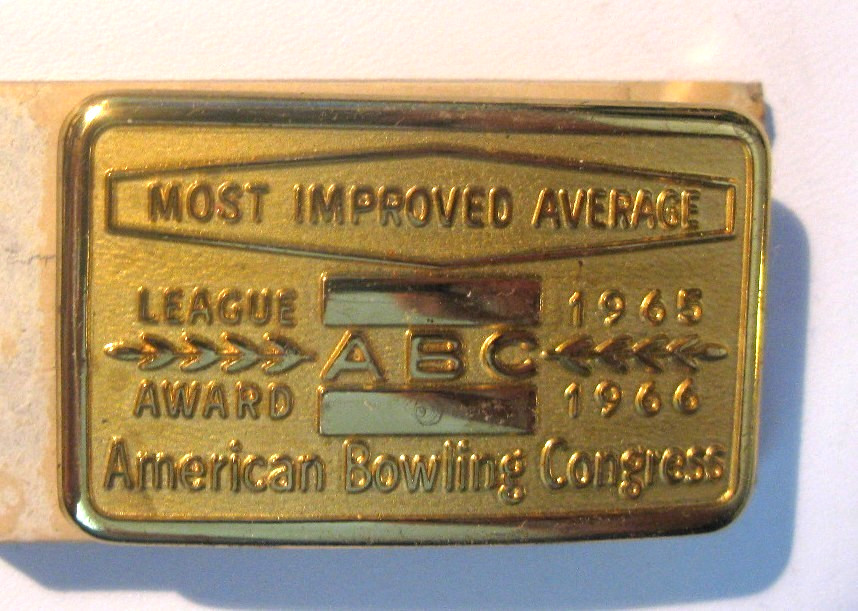 MOST IMPROVED AVERAGE
LEAGUE 1965
ABC
AWARD 1966
American Bowling Congress